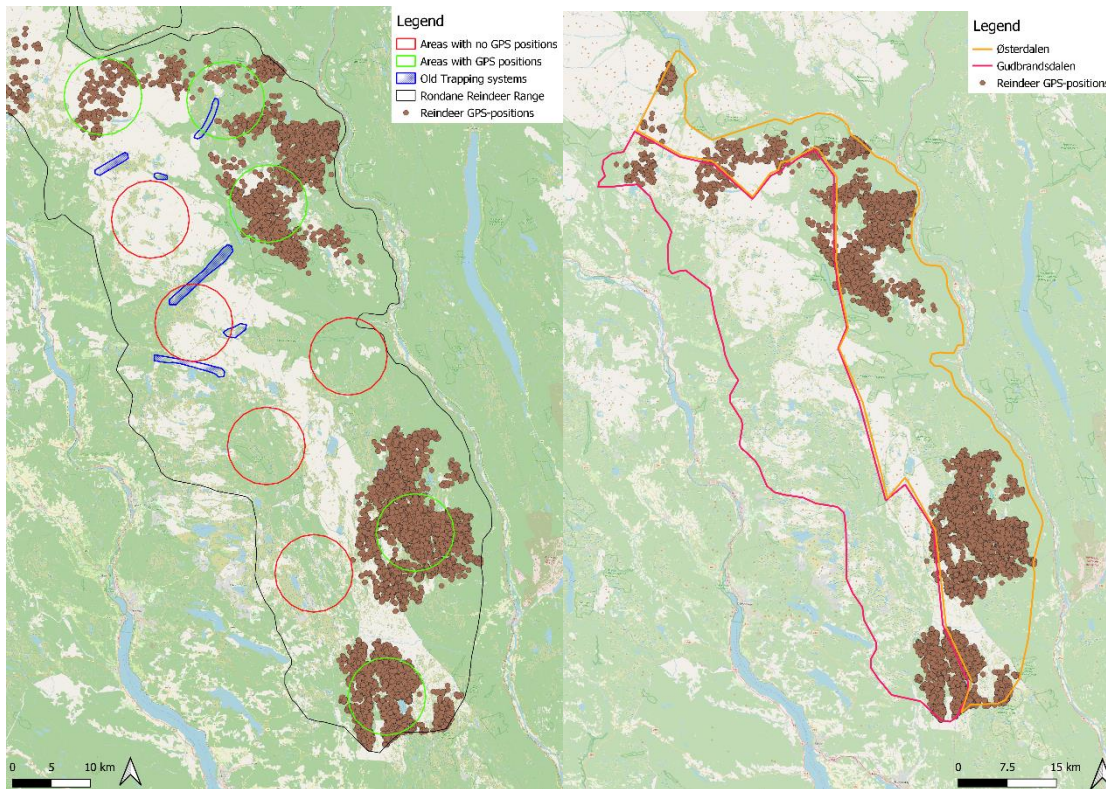 Legend
Areas with no GPS positions
Areas with GPS positions
Old Trapping systems
Rondane Reindeer Range
Reindeer GPS-positions
0 5 10 km
Legend
Østerdalen
Gudbrandsdalen
Reindeer GPS-positions
0 7.5 15 km